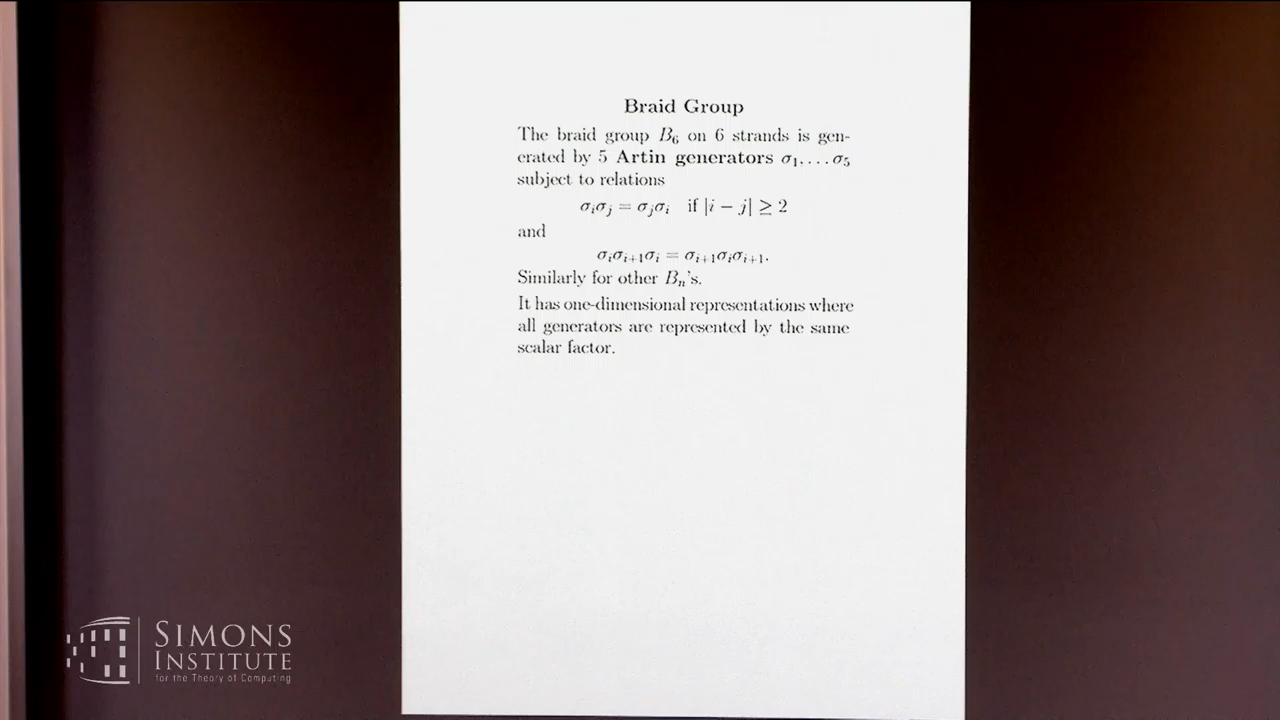 Braid Group
The braid group B₆ on 6 strands is gen-
erated by 5 Artin generators σ₁,...,σ₅
subject to relations
σᵢσⱼ = σⱼσᵢ if |i − j| ≥ 2
and
σᵢσᵢ₊₁σᵢ = σᵢ₊₁σᵢσᵢ₊₁.
Similarly for other Bₙ's.
It has one-dimensional representations where
all generators are represented by the same
scalar factor.
SIMONS
INSTITUTE
for the Theory of Computing